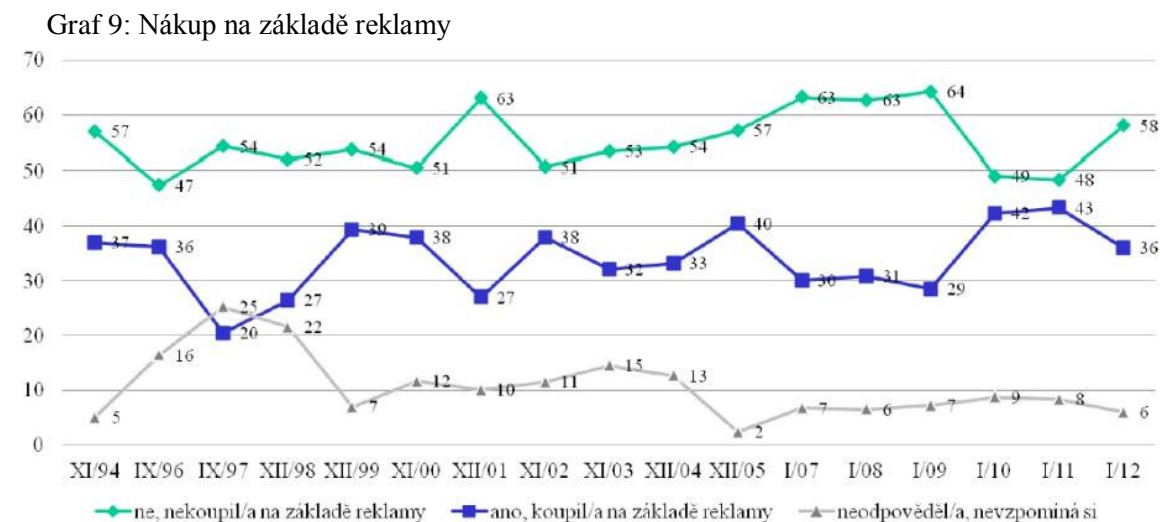 Graf 9: Nákup na základě reklamy
70
60
50
40
30
20
10
0
57 47 54 52 54 51 63 51 53 54 57 63 63 64 49 48 58
37 36 20 27 39 38 27 38 32 33 40 30 31 29 42 43 36
5 16 25 22 7 12 10 11 15 13 2 7 6 7 9 8 6
XI/94 IX/96 IX/97 XII/98 XII/99 XI/00 XII/01 XI/02 XI/03 XII/04 XII/05 I/07 I/08 I/09 I/10 I/11 I/12
ne, nekoupil/a na základě reklamy ano, koupil/a na základě reklamy neodpověděl/a, nevzpomíná si